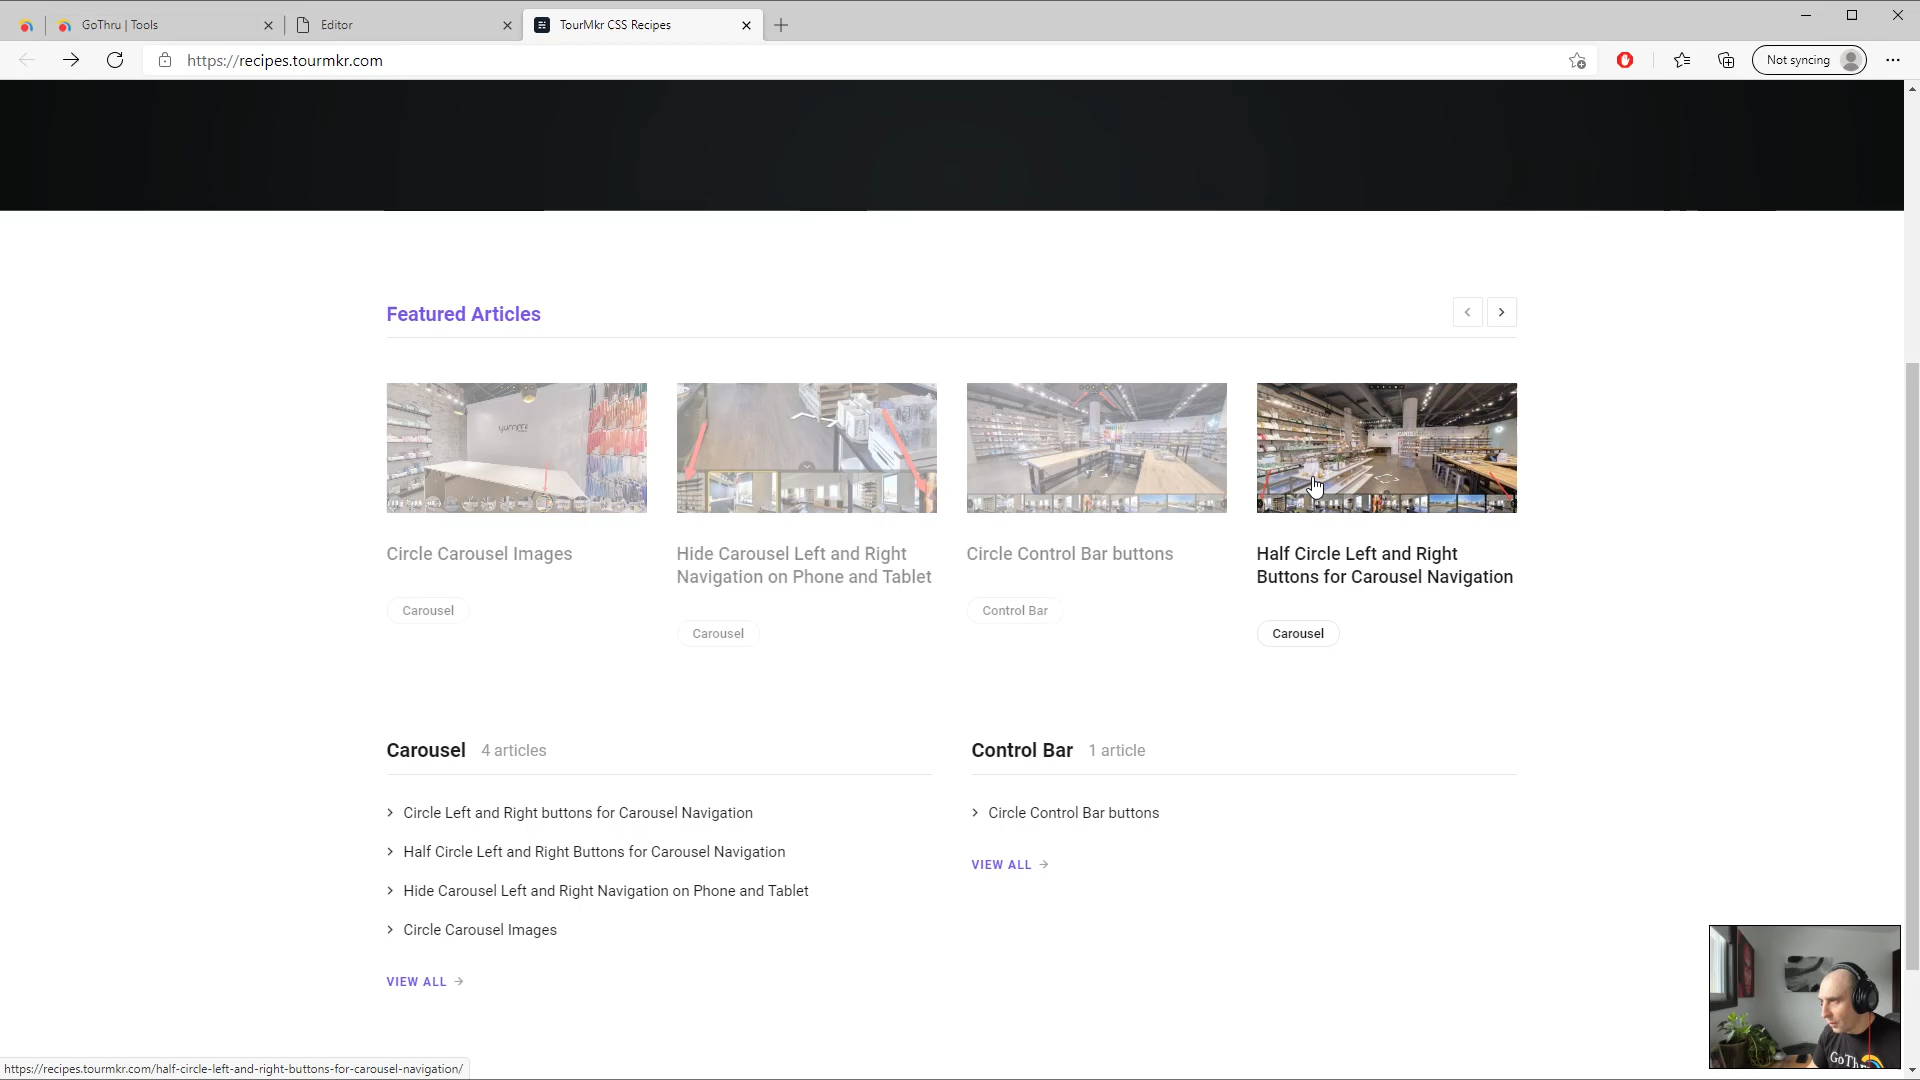 GoThru | Tools
Editor
TourMkr CSS Recipes
https://recipes.tourmkr.com
Not syncing
Featured Articles
Circle Carousel Images
Carousel
Hide Carousel Left and Right
Navigation on Phone and Tablet
Carousel
Circle Control Bar buttons
Control Bar
Half Circle Left and Right
Buttons for Carousel Navigation
Carousel
Carousel 4 articles
Circle Left and Right buttons for Carousel Navigation
Half Circle Left and Right Buttons for Carousel Navigation
Hide Carousel Left and Right Navigation on Phone and Tablet
Circle Carousel Images
VIEW ALL
Control Bar 1 article
Circle Control Bar buttons
VIEW ALL
https://recipes.tourmkr.com/half-circle-left-and-right-buttons-for-carousel-navigation/